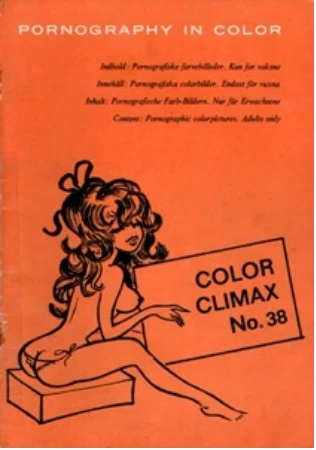 PORNOGRAPHY IN COLOR
Indhold: Pornografiske farvebilleder. Kun for voksne
Innehåll: Pornografiska colorbilder. Endast för vuxna
Inhalt: Pornografische Farb-Bildern. Nur für Erwachsene
Content: Pornographic colorpictures. Adults only
COLOR
CLIMAX
No. 38